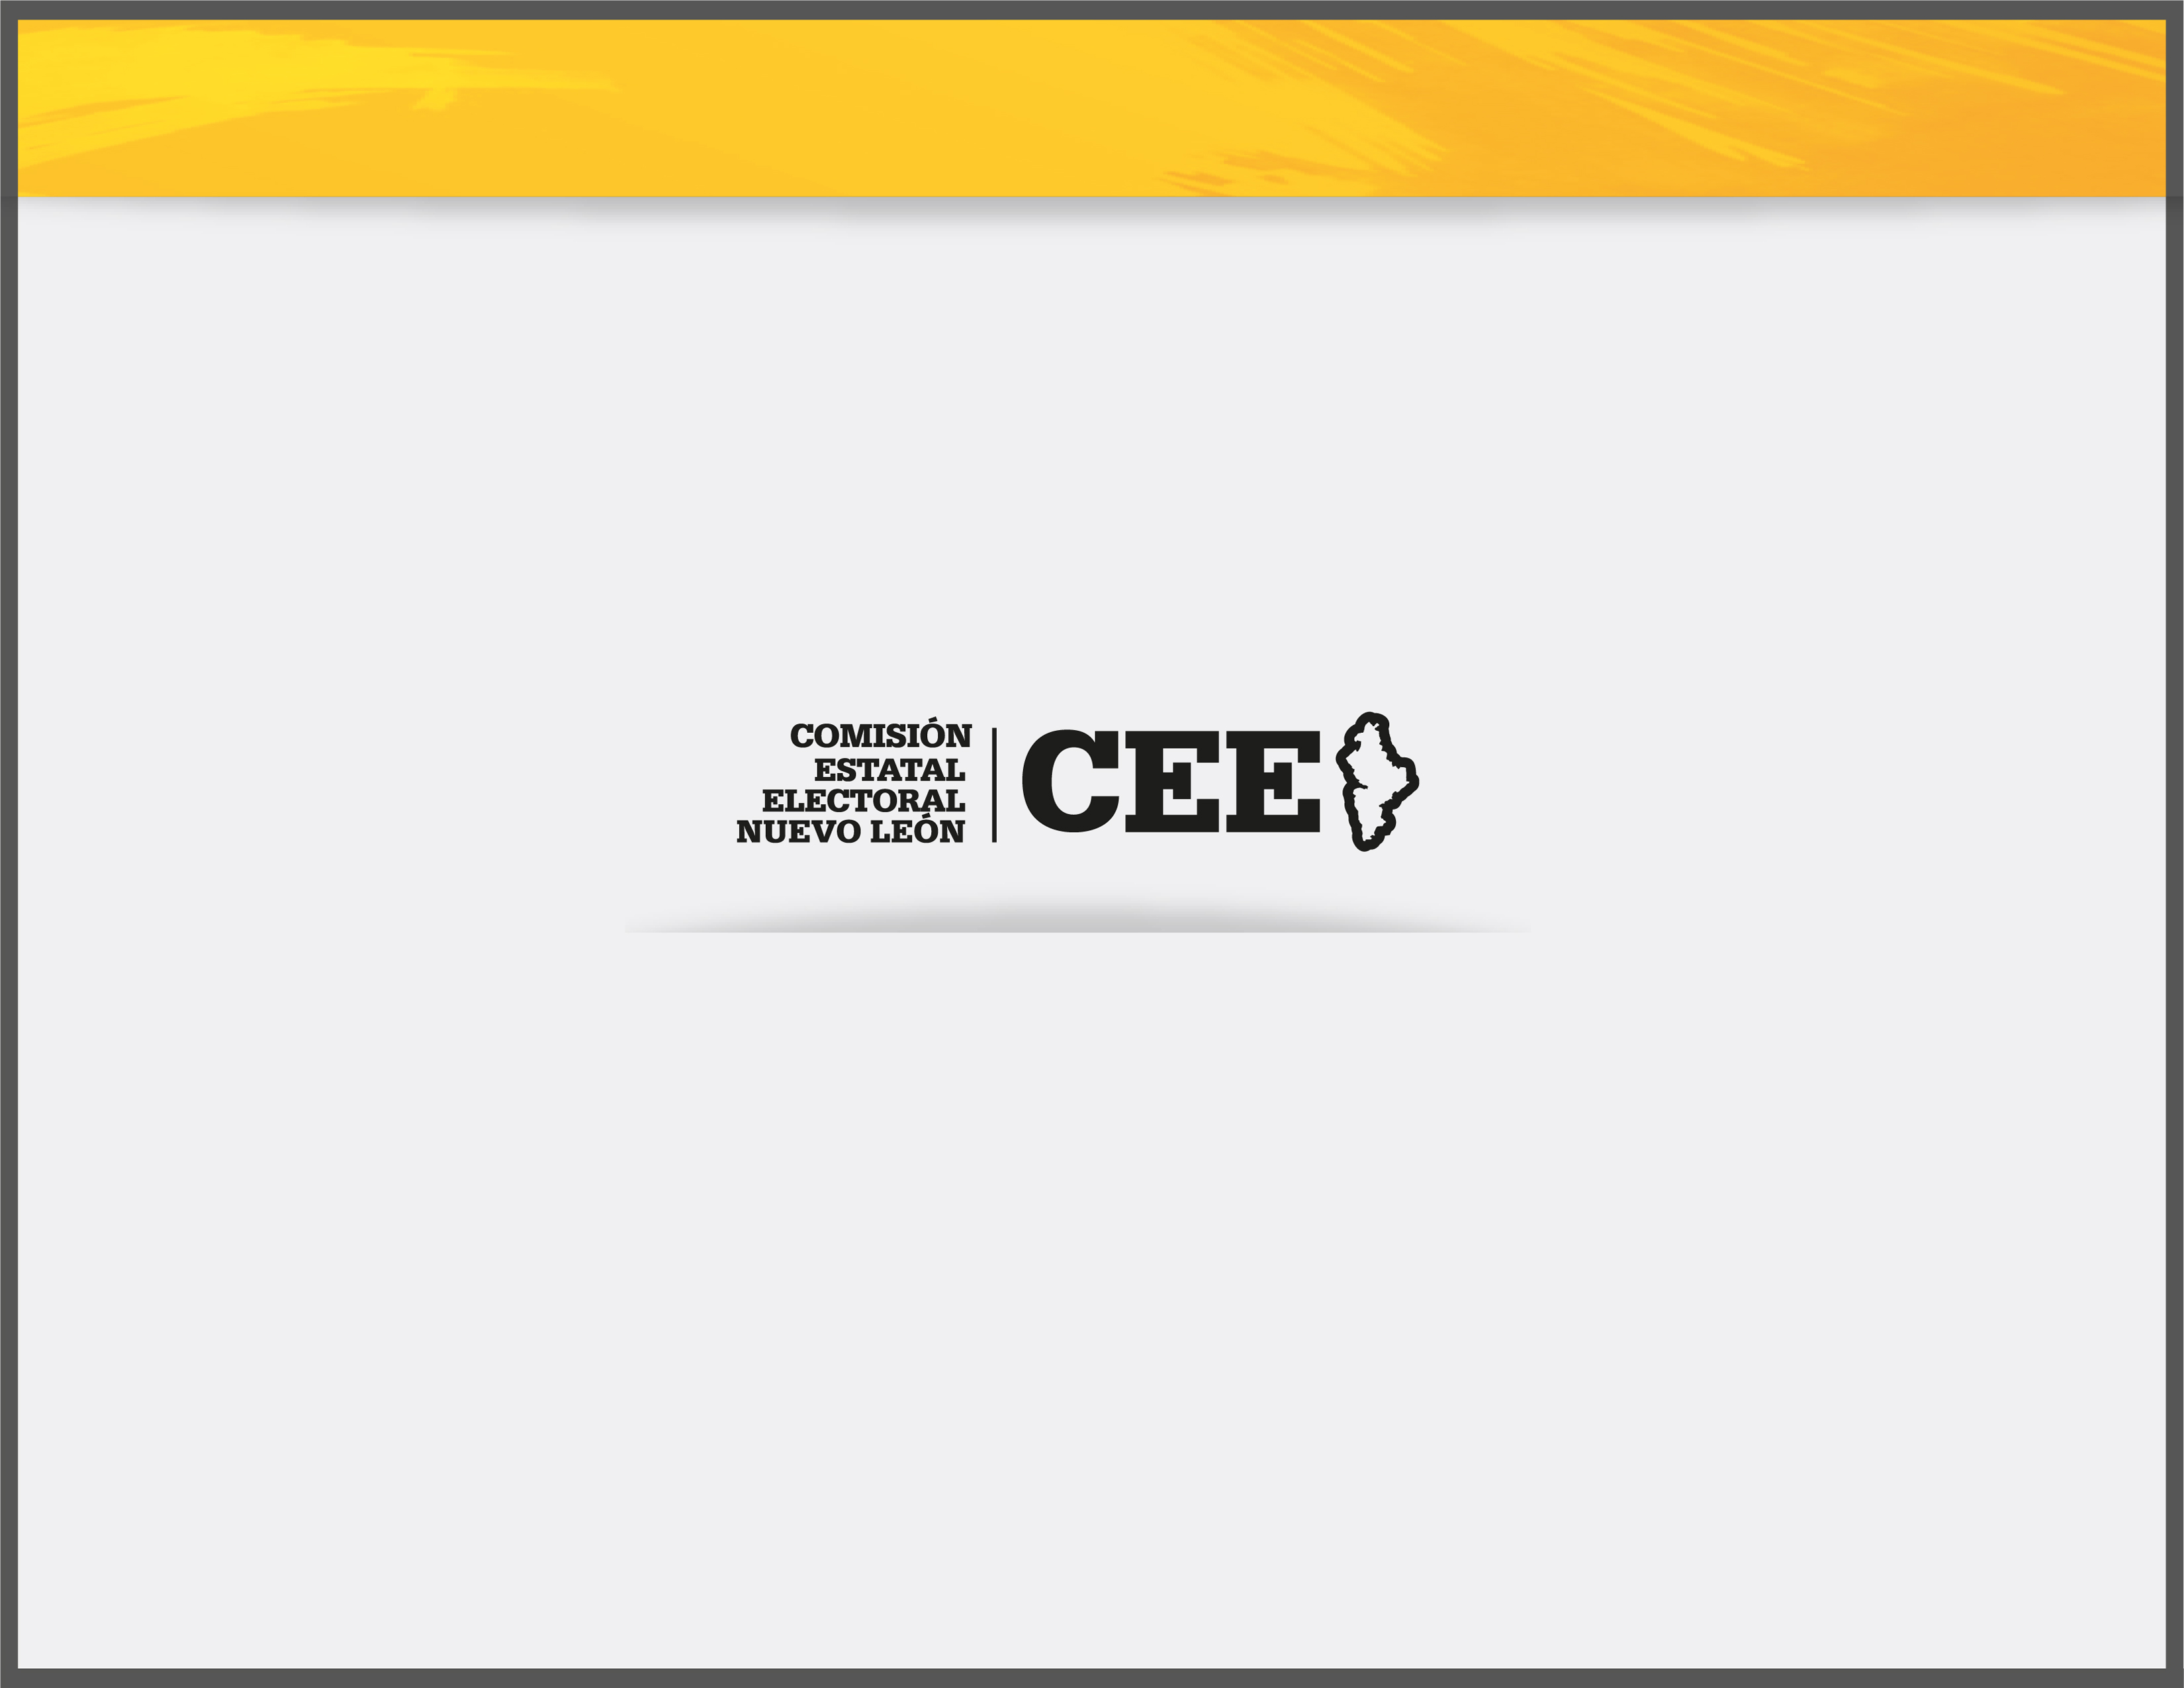 COMISIÓN
ESTATAL
ELECTORAL
NUEVO LEÓN
CEE